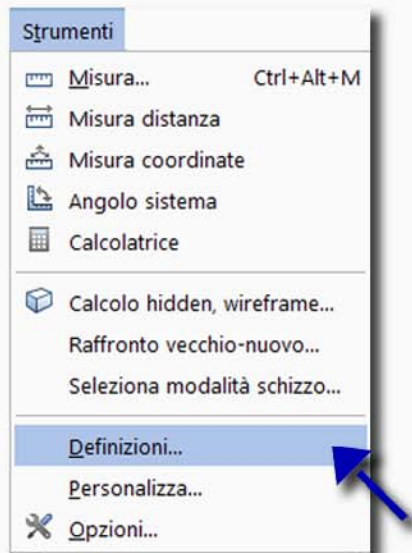 Strumenti
Misura... Ctrl+Alt+M
Misura distanza
Misura coordinate
Angolo sistema
Calcolatrice
Calcolo hidden, wireframe...
Raffronto vecchio-nuovo...
Seleziona modalità schizzo...
Definizioni...
Personalizza...
Opzioni...